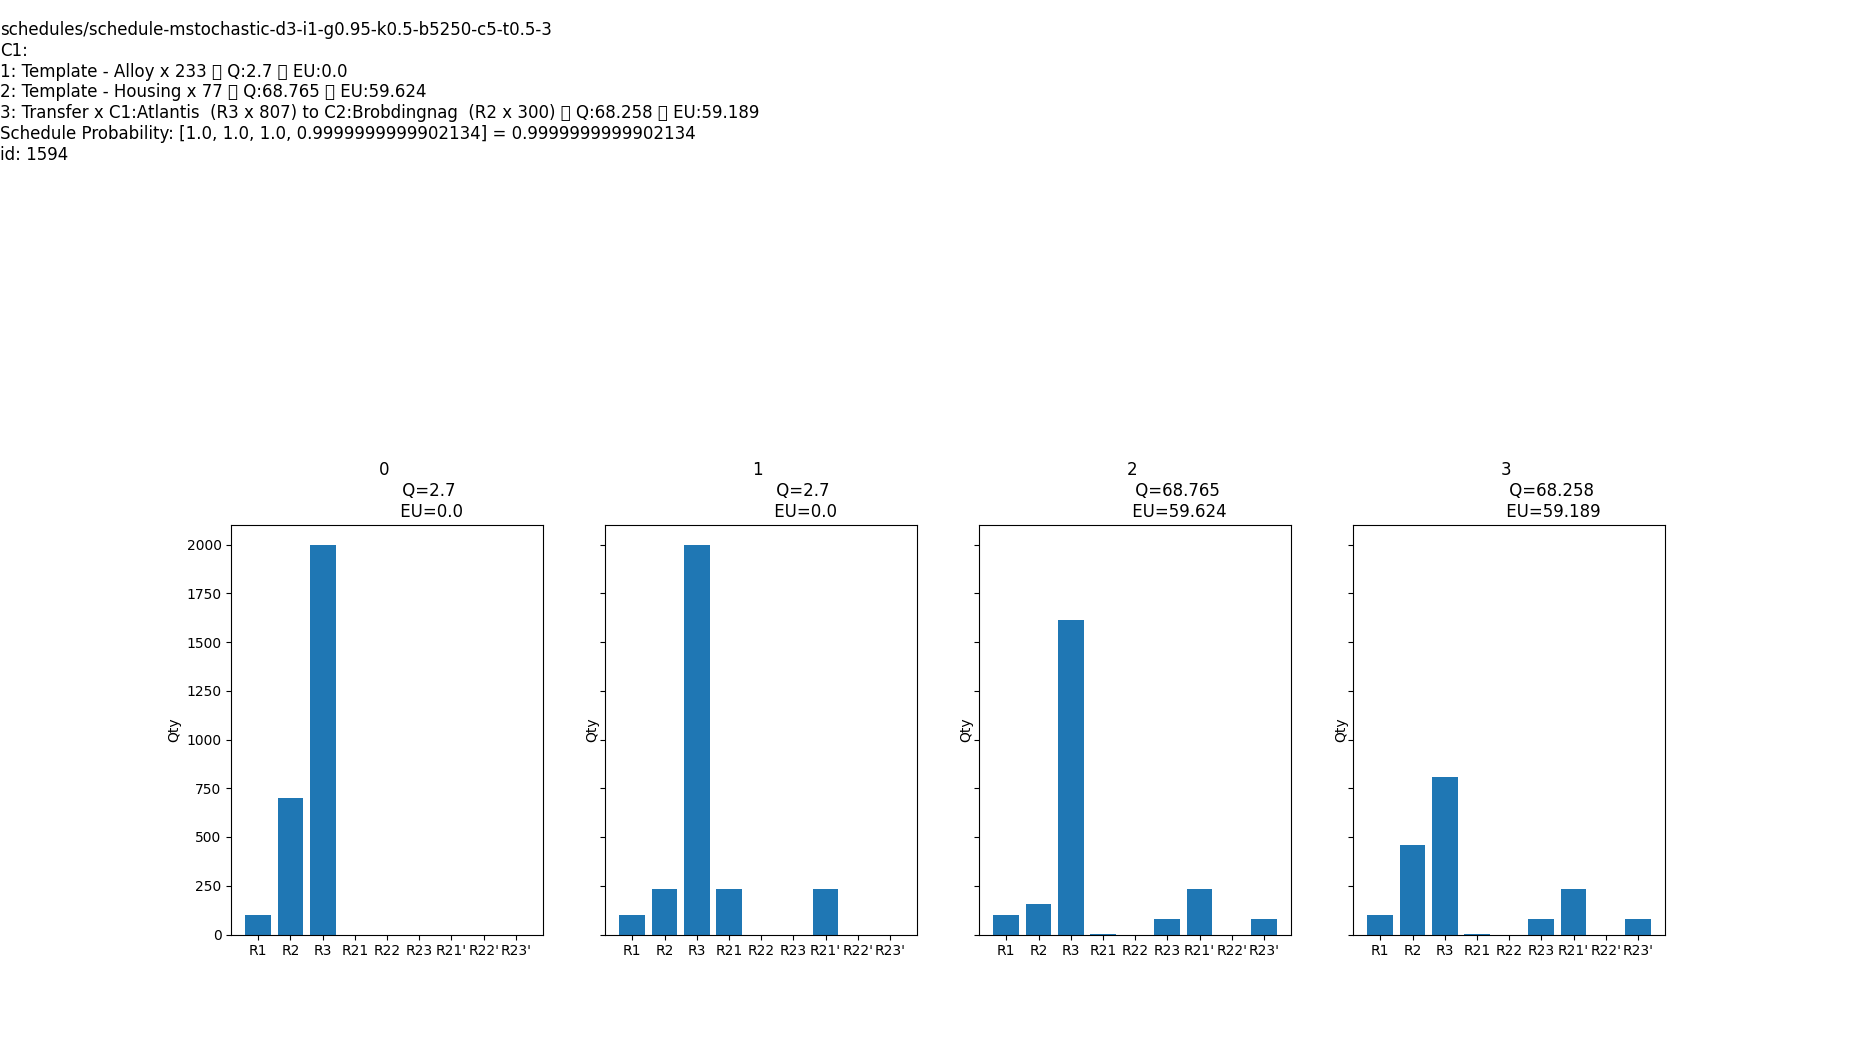 schedules/schedule-mstochastic-d3-i1-g0.95-k0.5-b5250-c5-t0.5-3
C1:
1: Template - Alloy x 233 ▯ Q:2.7 ▯ EU:0.0
2: Template - Housing x 77 ▯ Q:68.765 ▯ EU:59.624
3: Transfer x C1:Atlantis  (R3 x 807) to C2:Brobdingnag  (R2 x 300) ▯ Q:68.258 ▯ EU:59.189
Schedule Probability: [1.0, 1.0, 1.0, 0.9999999999902134] = 0.9999999999902134
id: 1594
0
Q=2.7
EU=0.0
1
Q=2.7
EU=0.0
2
Q=68.765
EU=59.624
3
Q=68.258
EU=59.189
2000
1750
1500
1250
1000
750
500
250
0
Qty
Qty
Qty
Qty
R1 R2 R3 R21 R22 R23 R21' R22' R23'
R1 R2 R3 R21 R22 R23 R21' R22' R23'
R1 R2 R3 R21 R22 R23 R21' R22' R23'
R1 R2 R3 R21 R22 R23 R21' R22' R23'